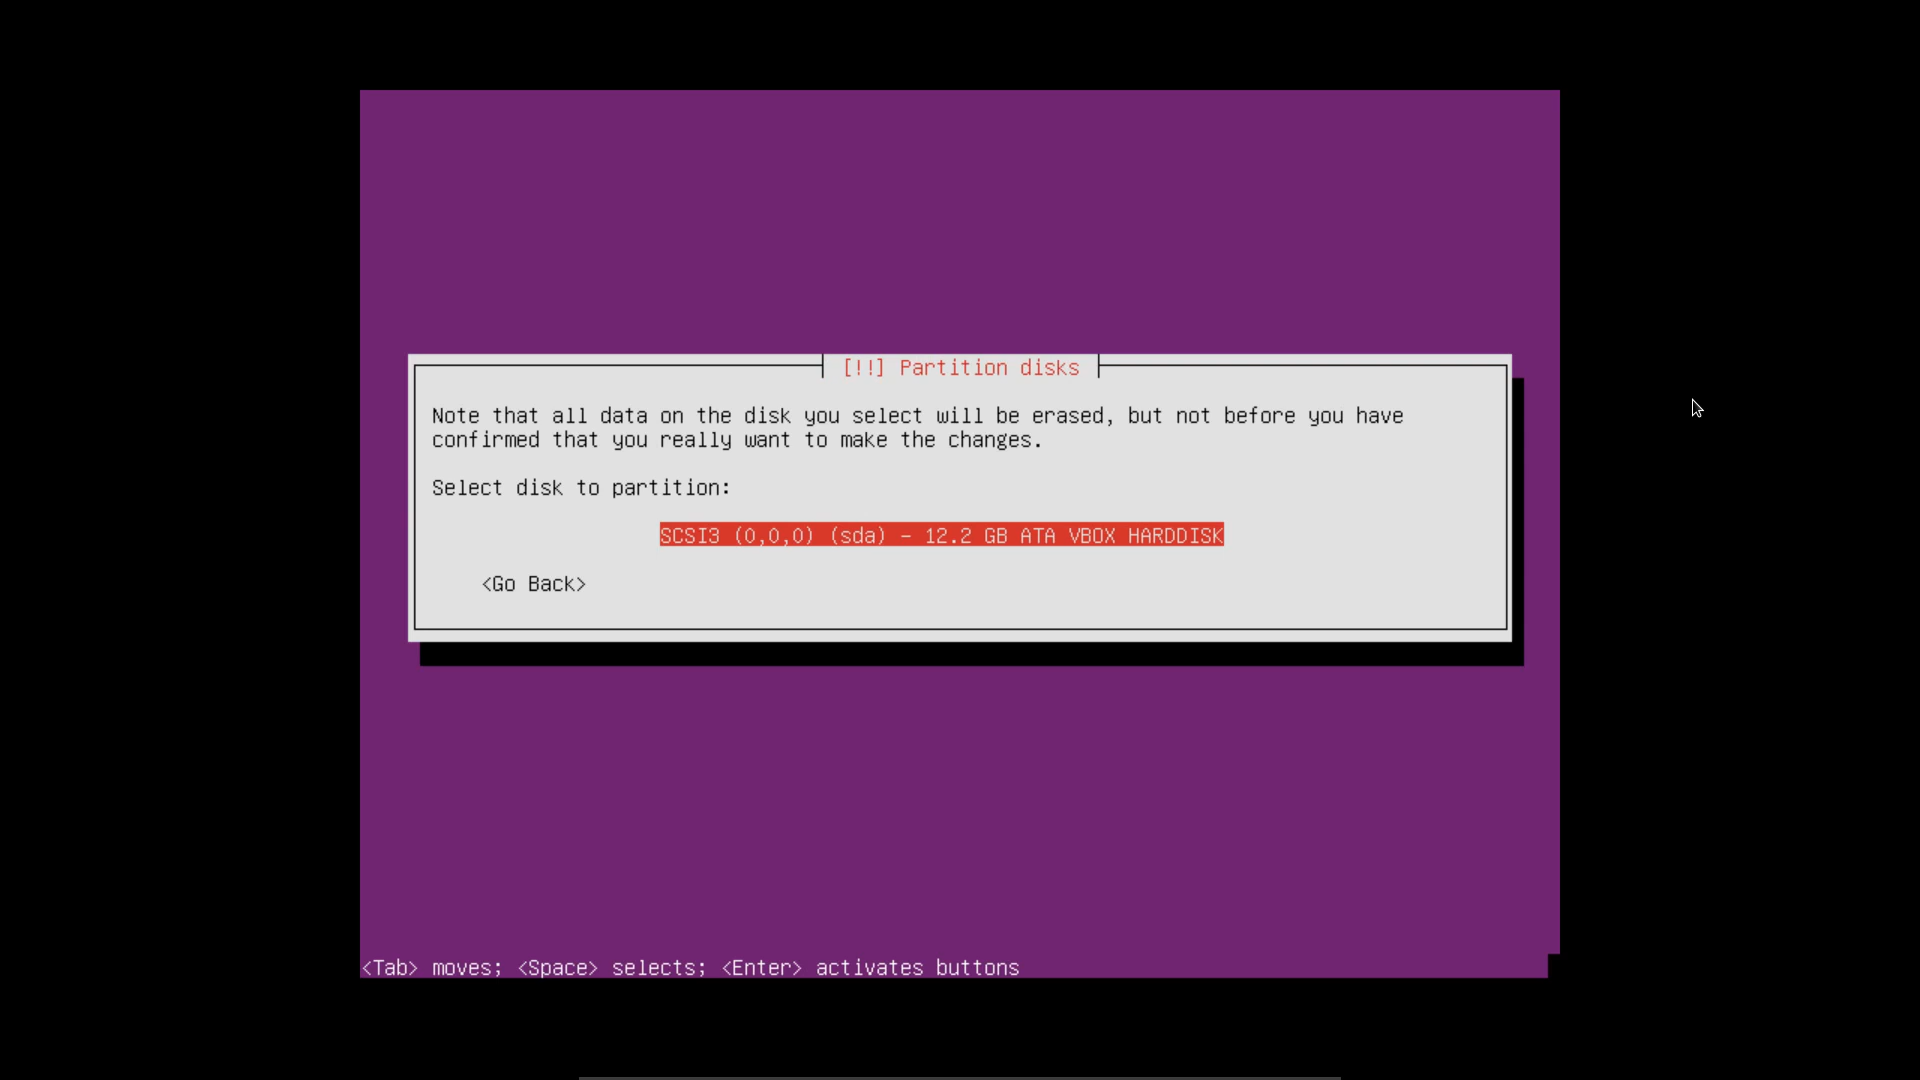 [!!] Partition disks
Note that all data on the disk you select will be erased, but not before you have
confirmed that you really want to make the changes.
Select disk to partition:
SCSI3 (0,0,0) (sda) - 12.2 GB ATA VBOX HARDDISK
<Go Back>
<Tab> moves; <Space> selects; <Enter> activates buttons